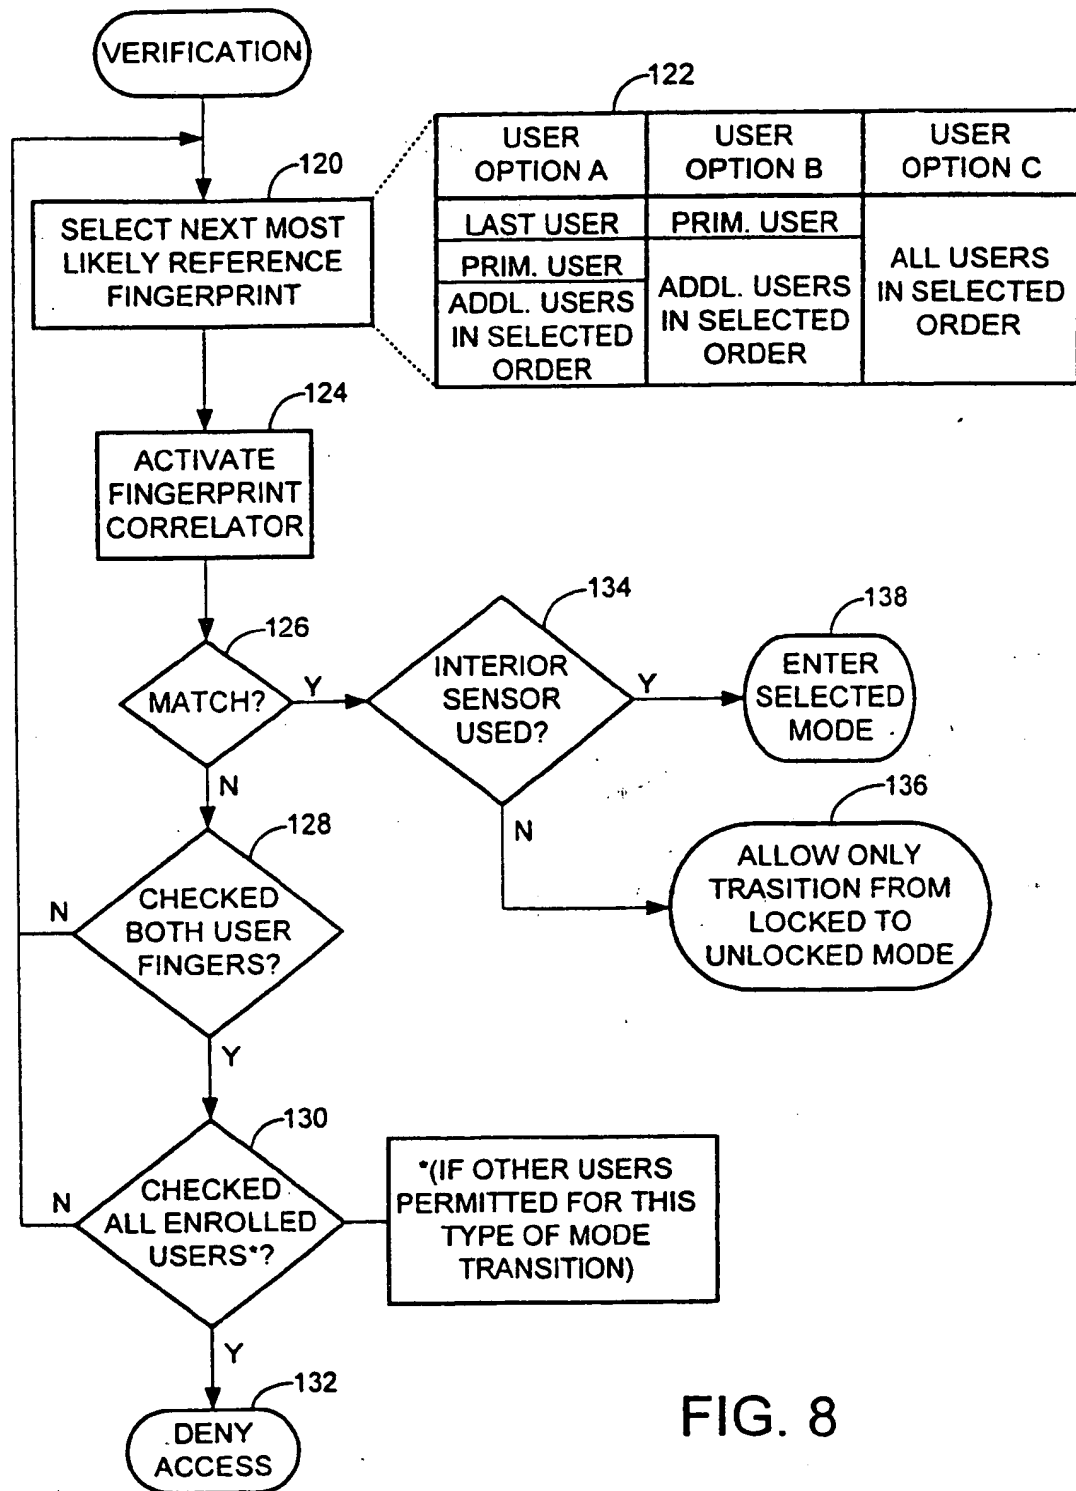 VERIFICATION
122
USER
OPTION A
USER
OPTION B
USER
OPTION C
LAST USER
PRIM. USER
PRIM. USER
ADDL. USERS
IN SELECTED
ORDER
ADDL. USERS
IN SELECTED
ORDER
ALL USERS
IN SELECTED
ORDER
120
SELECT NEXT MOST
LIKELY REFERENCE
FINGERPRINT
124
ACTIVATE
FINGERPRINT
CORRELATOR
126
MATCH?
Y
N
134
INTERIOR
SENSOR
USED?
Y
N
138
ENTER
SELECTED
MODE
136
ALLOW ONLY
TRASITION FROM
LOCKED TO
UNLOCKED MODE
128
CHECKED
BOTH USER
FINGERS?
N
Y
130
CHECKED
ALL ENROLLED
USERS*?
N
Y
*(IF OTHER USERS
PERMITTED FOR THIS
TYPE OF MODE
TRANSITION)
132
DENY
ACCESS
FIG. 8